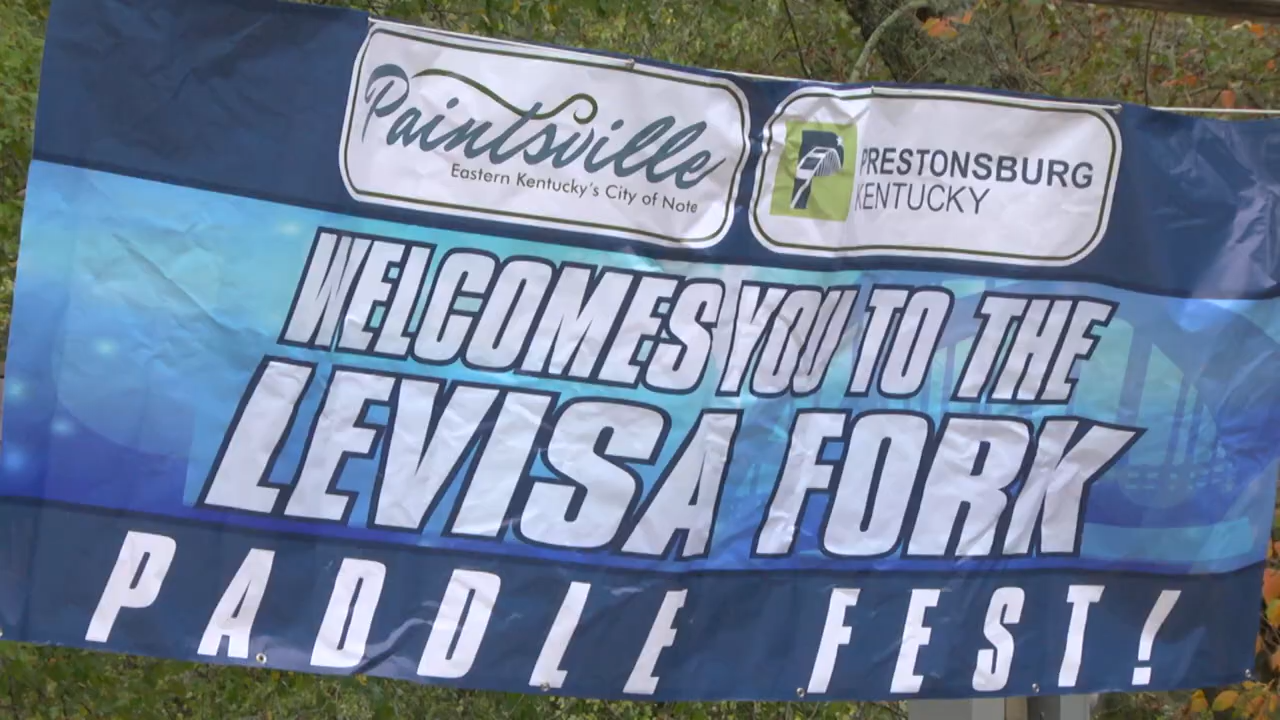 Paintsville
Eastern Kentucky's City of Note
PRESTONSBURG
KENTUCKY
WELCOMES YOU TO THE
LEVISA FORK
PADDLE FEST!